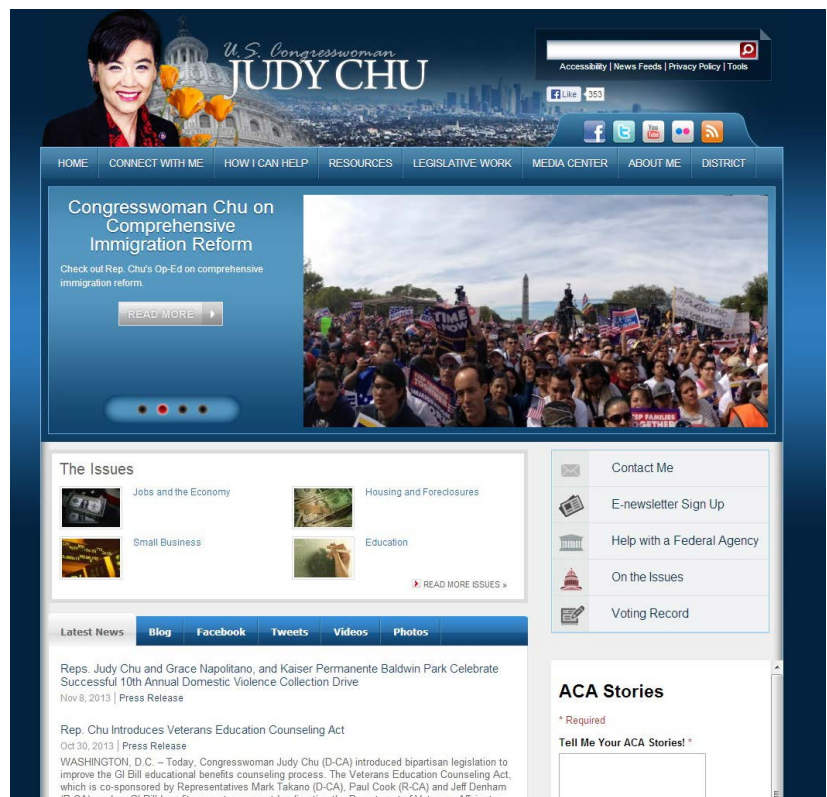 U.S. Congresswoman
JUDY CHU
Accessibility | News Feeds | Privacy Policy | Tools
Like 353
HOME CONNECT WITH ME HOW I CAN HELP RESOURCES LEGISLATIVE WORK MEDIA CENTER ABOUT ME DISTRICT
Congresswoman Chu on
Comprehensive
Immigration Reform
Check out Rep. Chu's Op-Ed on comprehensive
immigration reform.
READ MORE
TIME
NOW
KEEP FAMILIES
TOGETHER
The Issues
Jobs and the Economy
Housing and Foreclosures
Small Business
Education
READ MORE ISSUES »
Contact Me
E-newsletter Sign Up
Help with a Federal Agency
On the Issues
Voting Record
Latest News Blog Facebook Tweets Videos Photos
Reps. Judy Chu and Grace Napolitano, and Kaiser Permanente Baldwin Park Celebrate
Successful 10th Annual Domestic Violence Collection Drive
Nov 8, 2013 | Press Release
Rep. Chu Introduces Veterans Education Counseling Act
Oct 30, 2013 | Press Release
WASHINGTON, D.C. – Today, Congresswoman Judy Chu (D-CA) introduced bipartisan legislation to
improve the GI Bill educational benefits counseling process. The Veterans Education Counseling Act,
which is co-sponsored by Representatives Mark Takano (D-CA), Paul Cook (R-CA) and Jeff Denham
ACA Stories
* Required
Tell Me Your ACA Stories! *